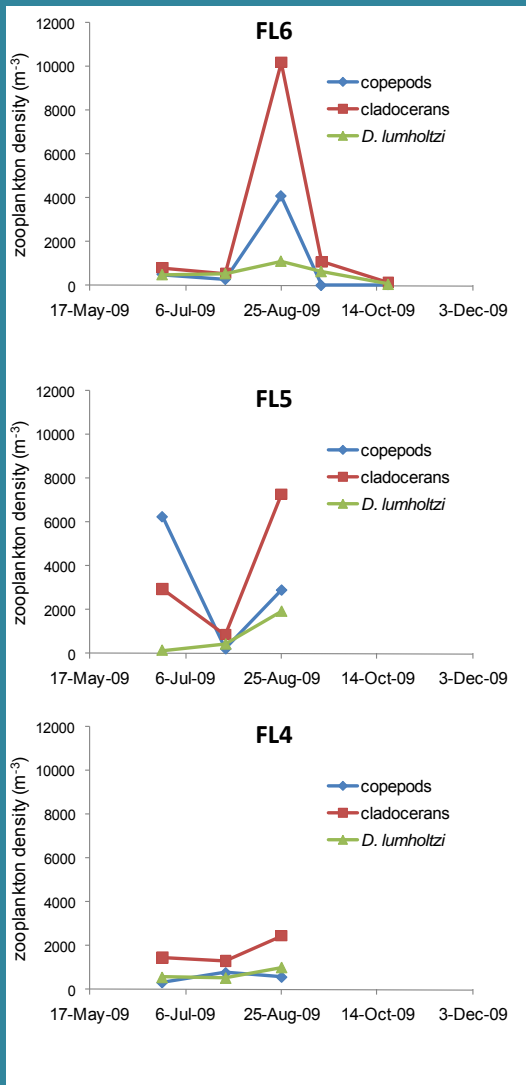 FL6
zooplankton density (m⁻³)
12000
10000
8000
6000
4000
2000
0
copepods
cladocerans
D. lumholtzi
17-May-09 6-Jul-09 25-Aug-09 14-Oct-09 3-Dec-09
FL5
zooplankton density (m⁻³)
12000
10000
8000
6000
4000
2000
0
copepods
cladocerans
D. lumholtzi
17-May-09 6-Jul-09 25-Aug-09 14-Oct-09 3-Dec-09
FL4
zooplankton density (m⁻³)
12000
10000
8000
6000
4000
2000
0
copepods
cladocerans
D. lumholtzi
17-May-09 6-Jul-09 25-Aug-09 14-Oct-09 3-Dec-09